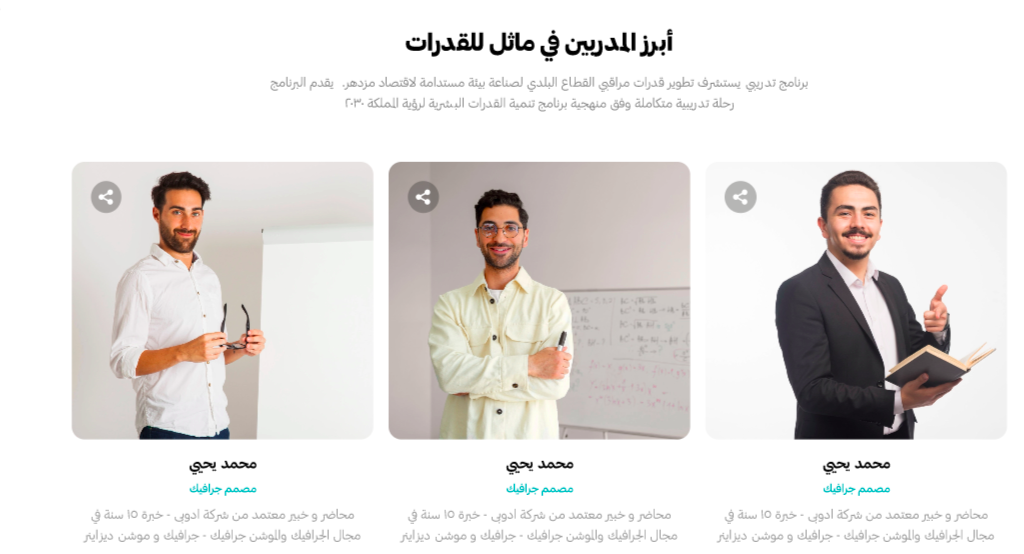 أبرز المدربين في ماثل للقدرات
برنامج تدريبي يستشرف تطوير قدرات مراقبي القطاع البلدي لصناعة بيئة مستدامة لاقتصاد مزدهر. يقدم البرنامج
رحلة تدريبية متكاملة وفق منهجية برنامج تنمية القدرات البشرية لرؤية المملكة ٢٠٣٠
محمد يحيي
مصمم جرافيك
محاضر و خبير معتمد من شركة ادوبى - خبرة ١٥ سنة في
مجال الجرافيك والموشن جرافيك - جرافيك و موشن ديزاينر
محمد يحيي
مصمم جرافيك
محاضر و خبير معتمد من شركة ادوبى - خبرة ١٥ سنة في
مجال الجرافيك والموشن جرافيك - جرافيك و موشن ديزاينر
محمد يحيي
مصمم جرافيك
محاضر و خبير معتمد من شركة ادوبى - خبرة ١٥ سنة في
مجال الجرافيك والموشن جرافيك - جرافيك و موشن ديزاينر